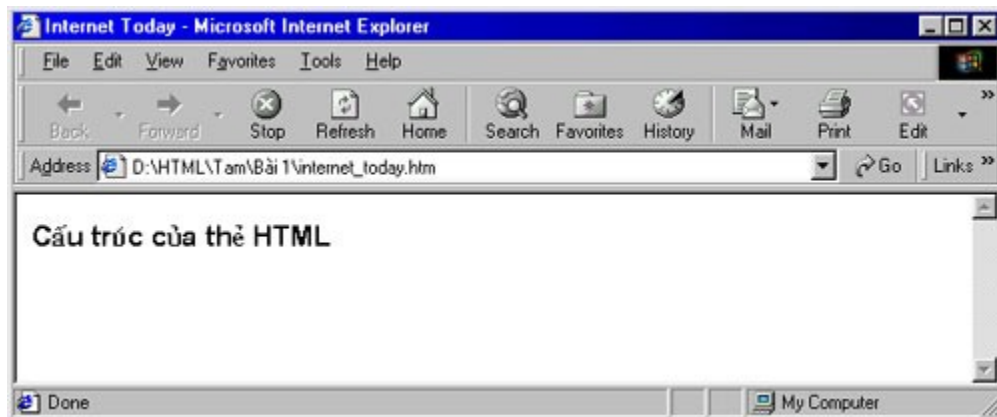 Internet Today - Microsoft Internet Explorer
File Edit View Favorites Tools Help
Back Forward Stop Refresh Home Search Favorites History Mail Print Edit »
Address D:\HTML\Tam\Bài 1\internet_today.htm Go Links »
Cấu trúc của thẻ HTML
Done My Computer